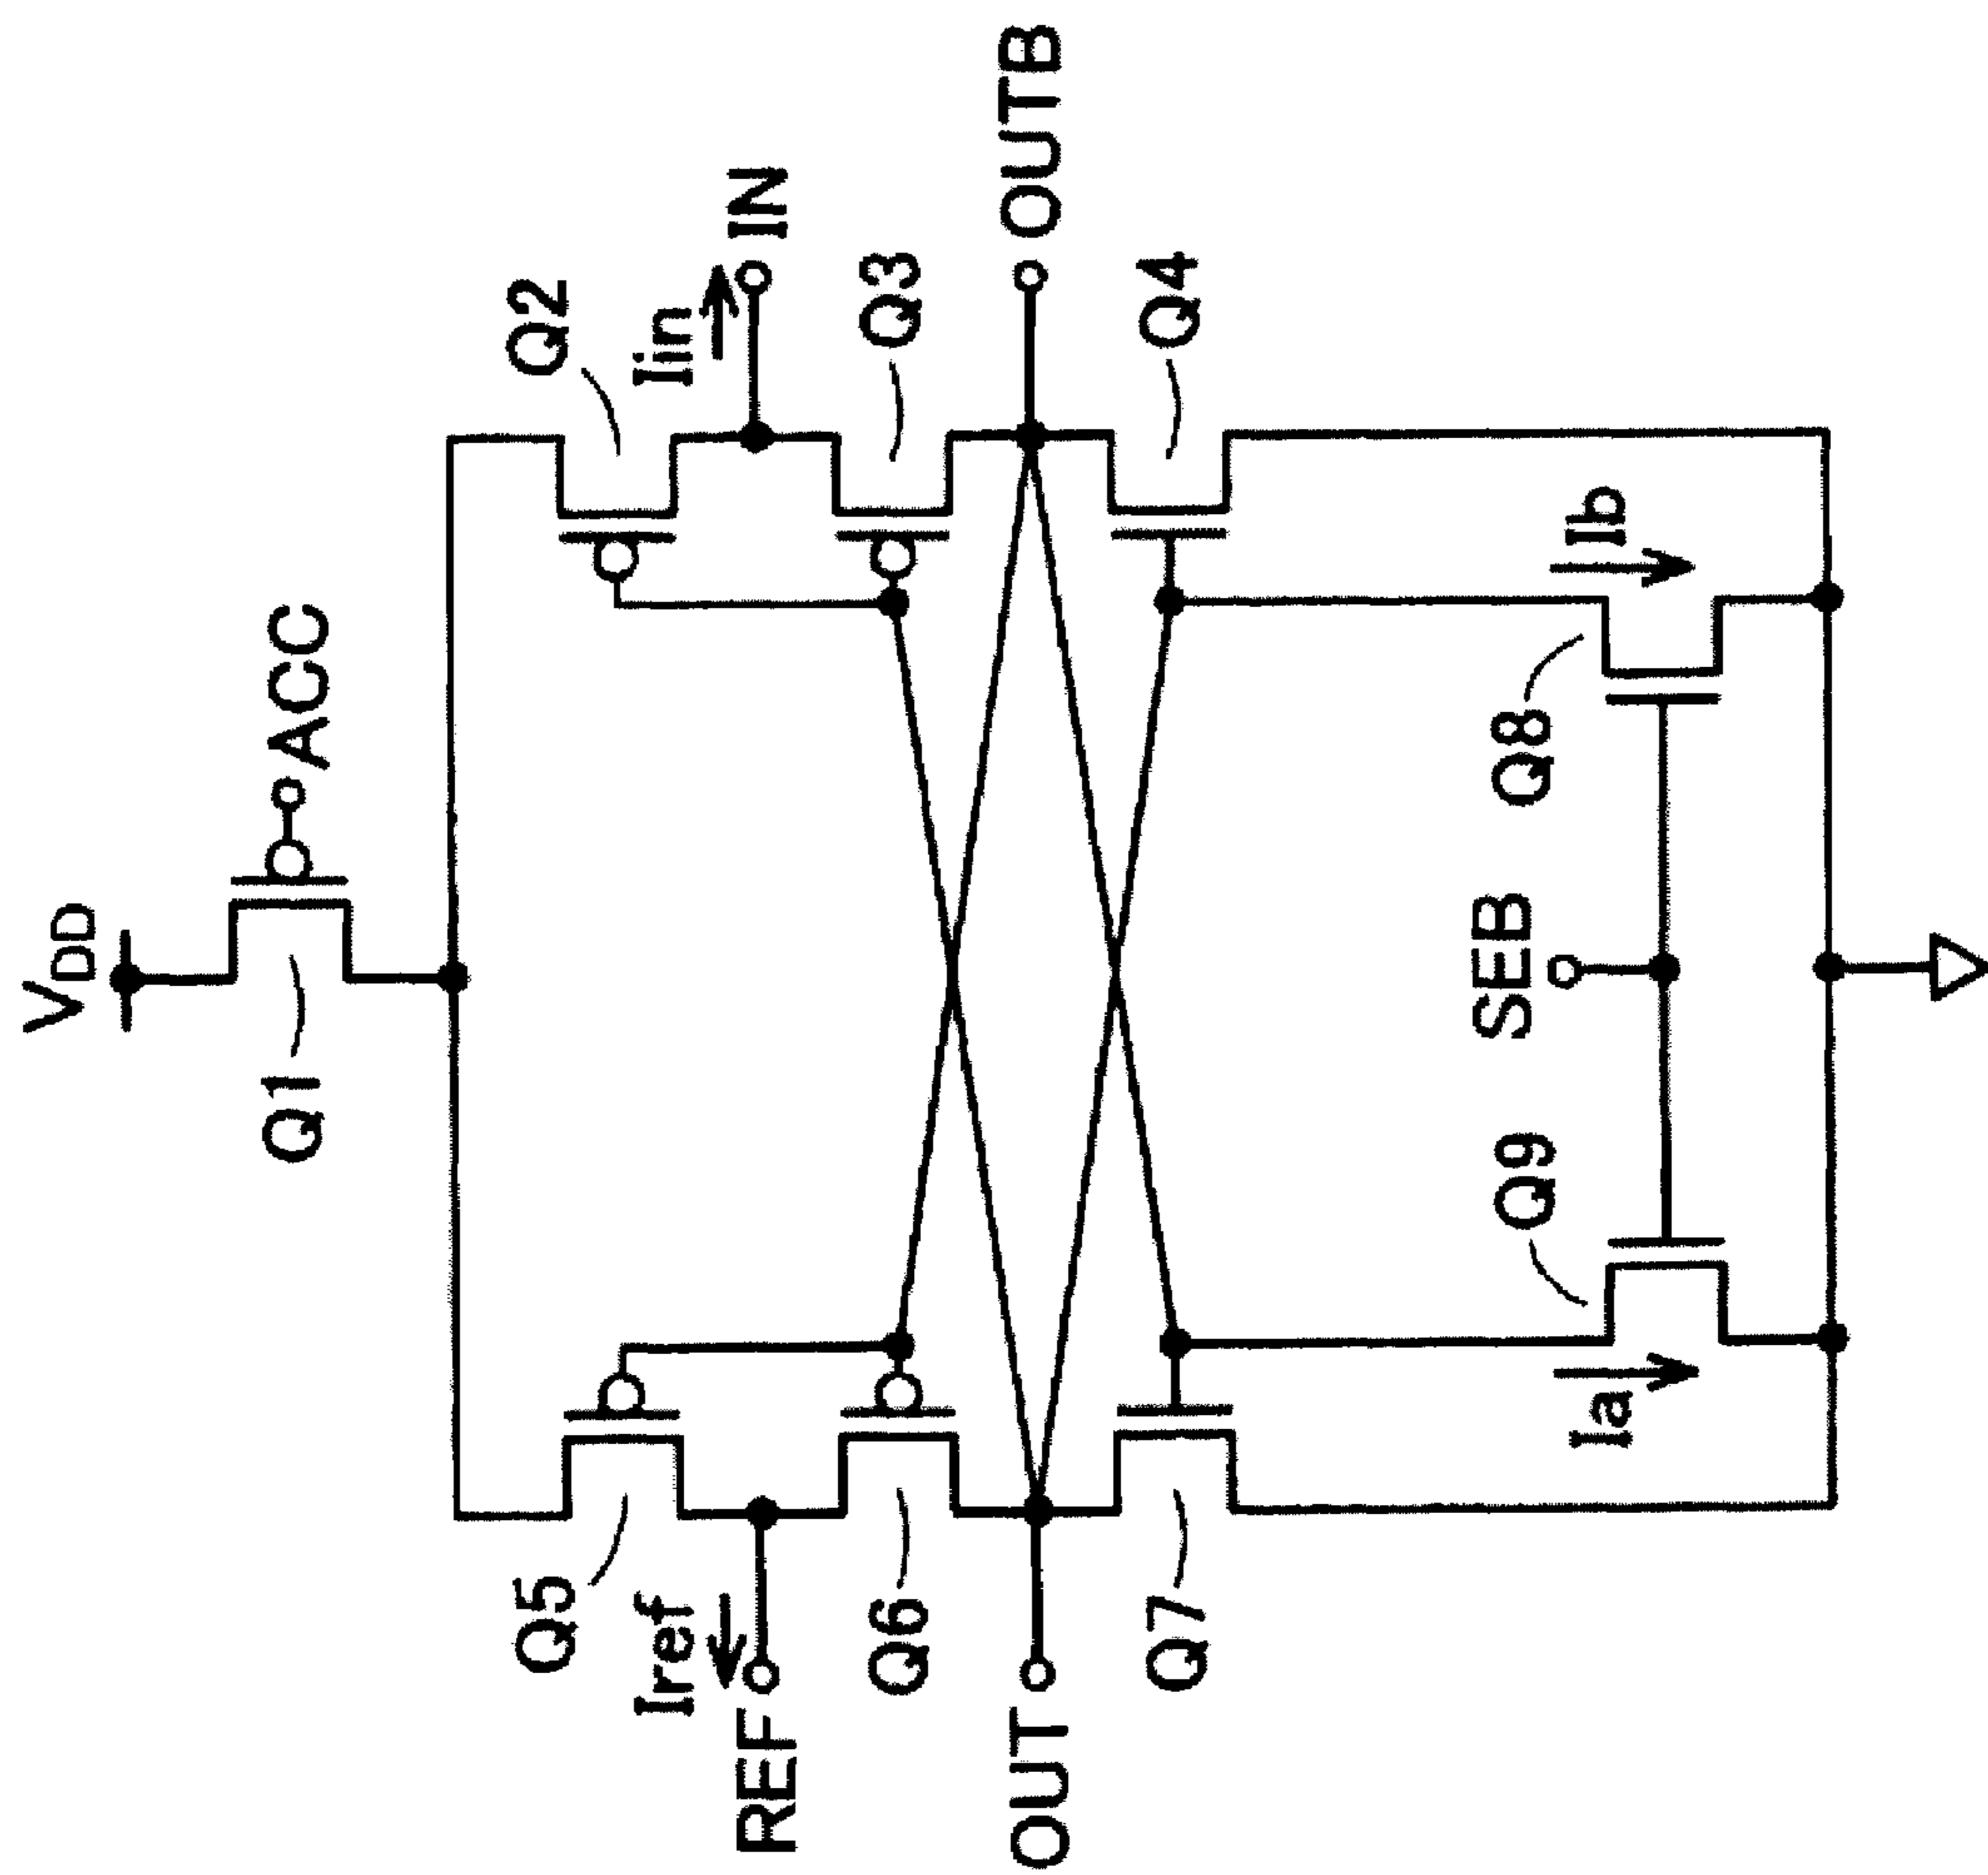 VDD
Q1
ACC
Q5
Q2
Iref
Iin
REF
IN
Q6
Q3
OUT
OUTB
Q7
Q4
Q9
SEB
Q8
Ia
Ib